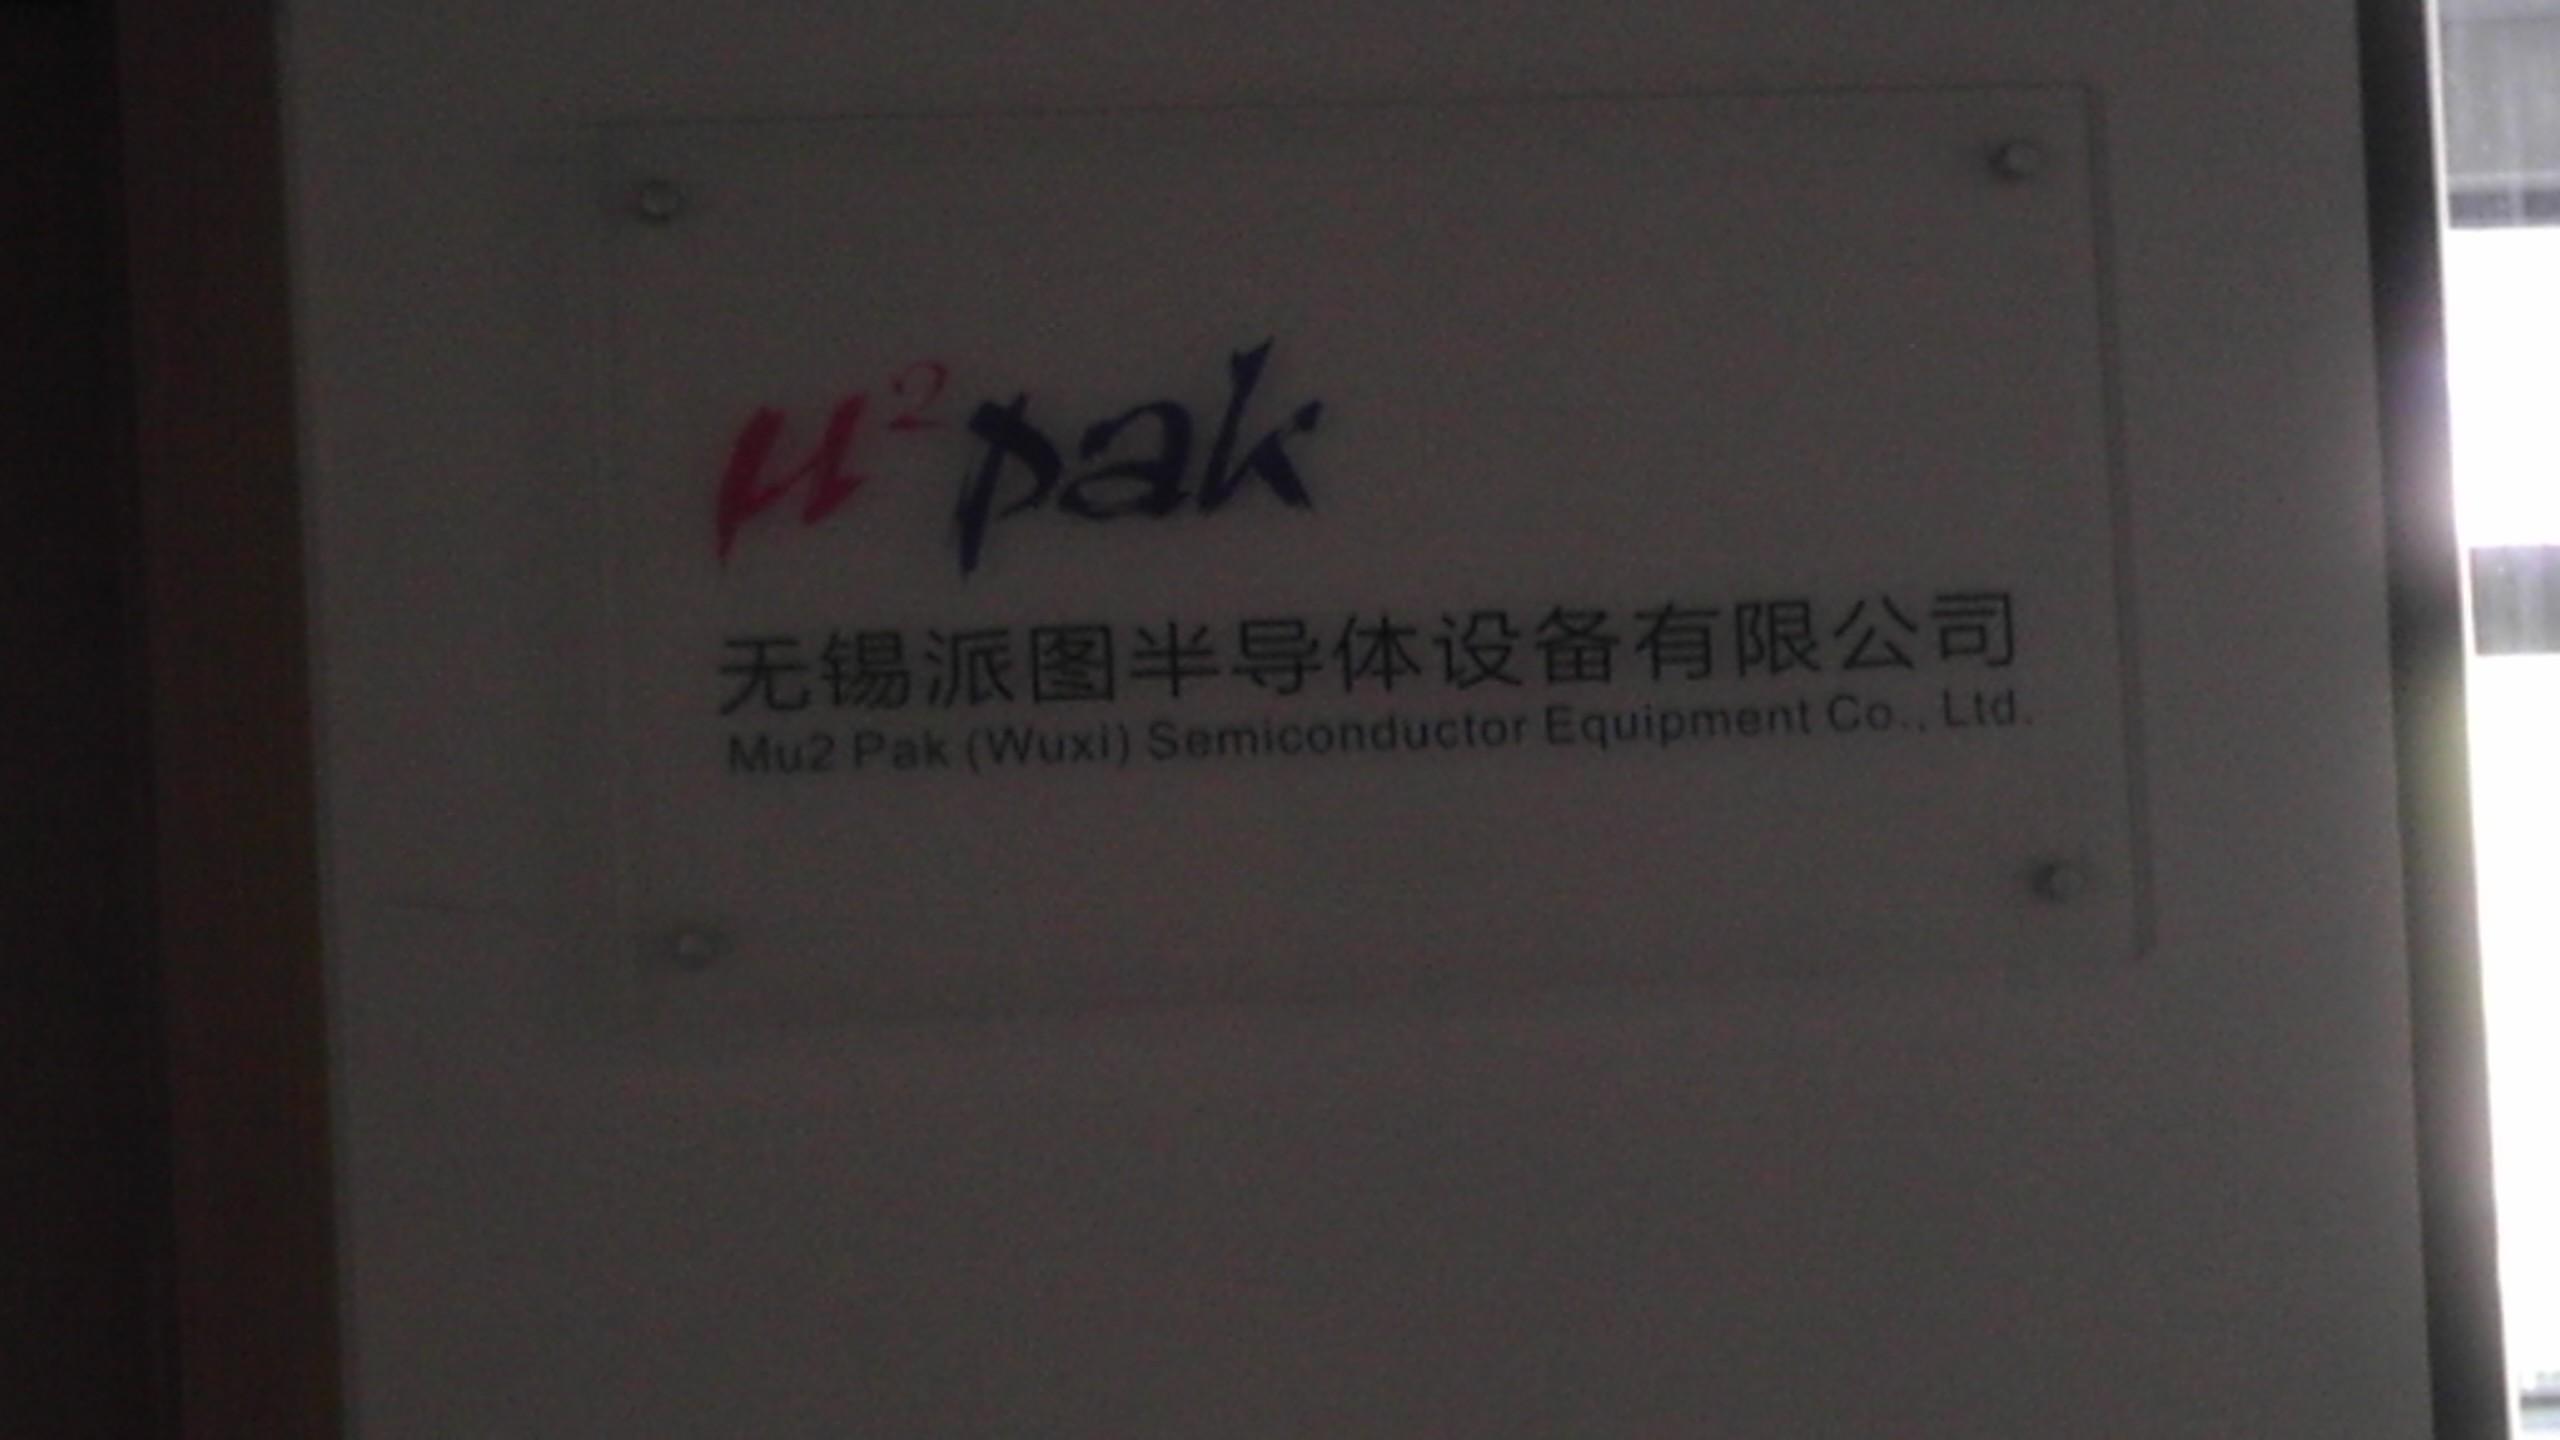 μ²pak
无锡派图半导体设备有限公司
Mu2 Pak (Wuxi) Semiconductor Equipment Co., Ltd.